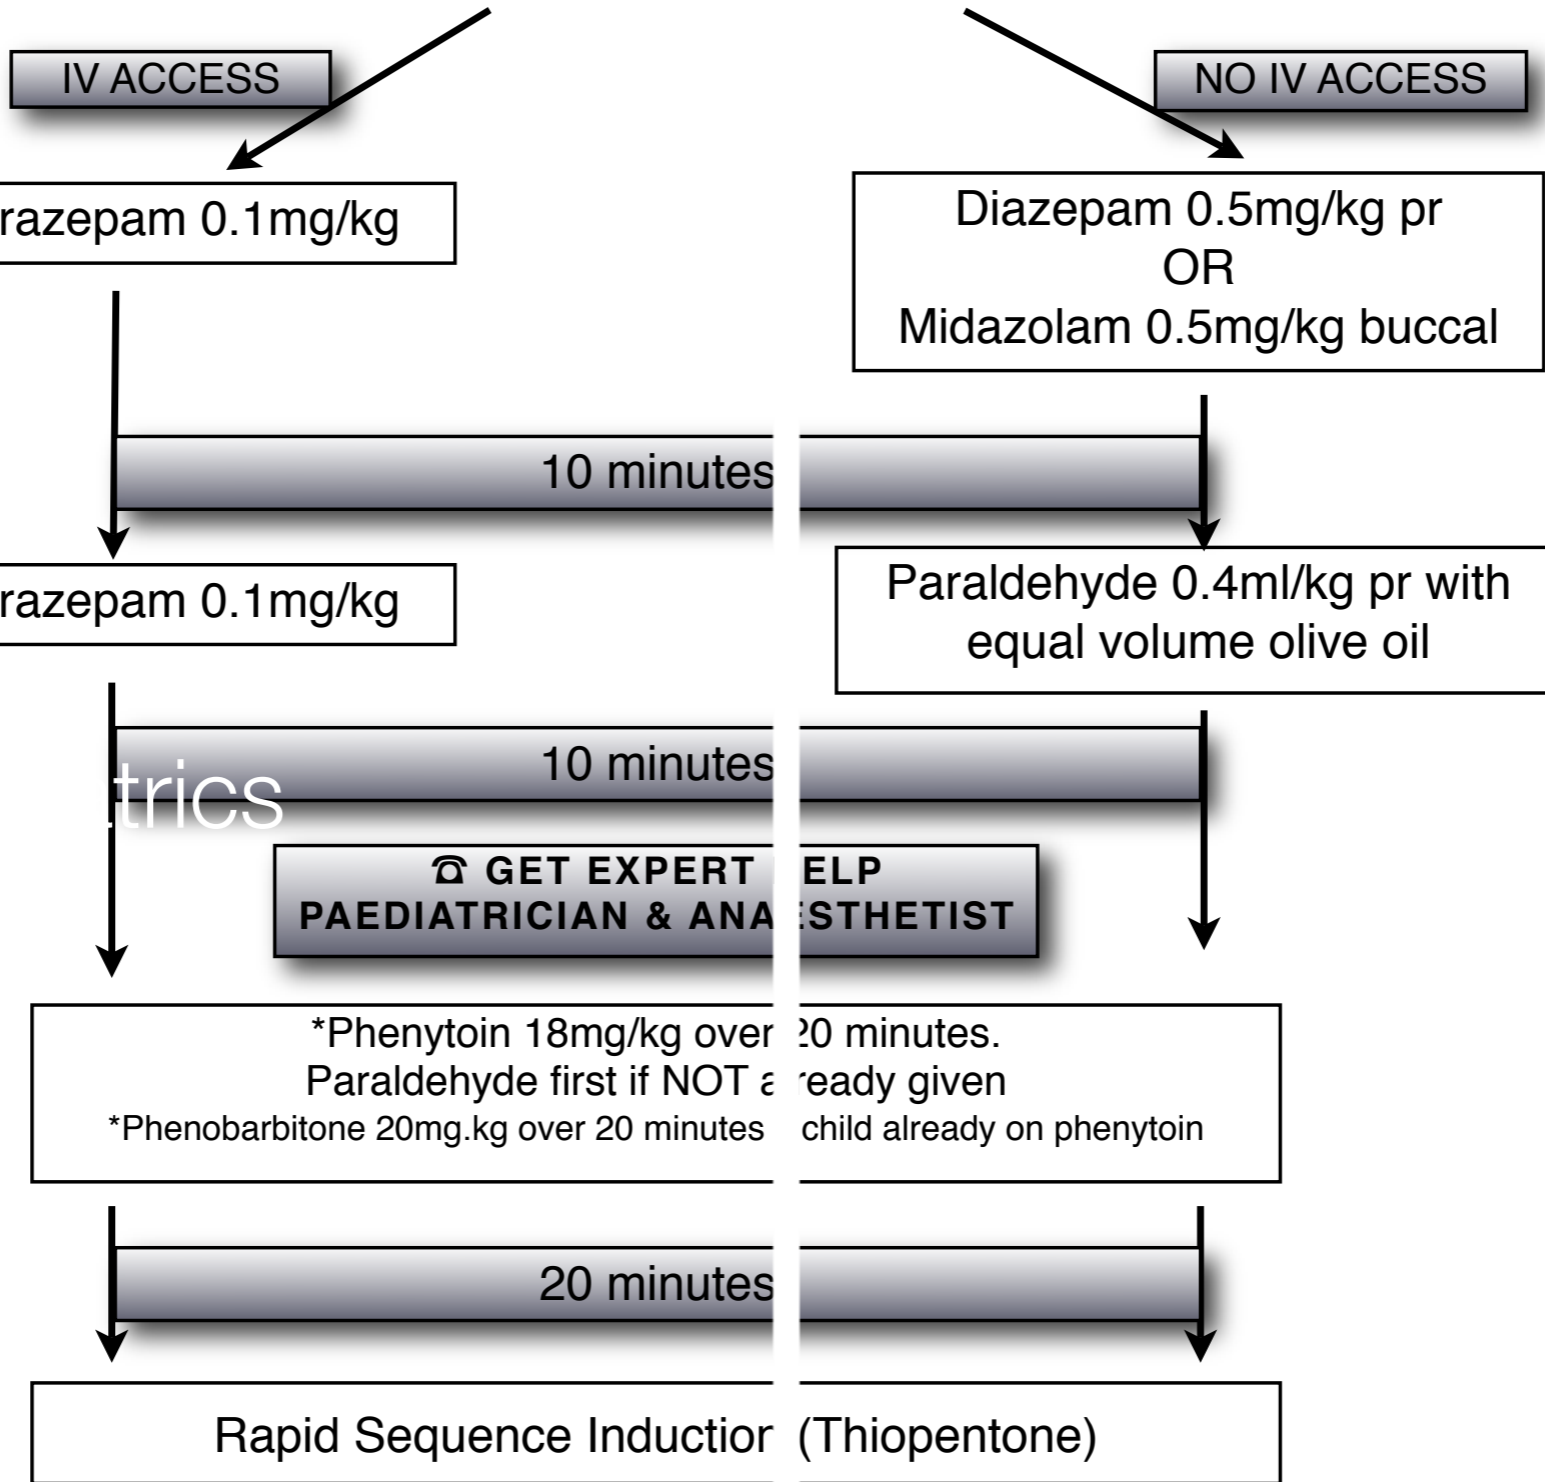 IV ACCESS
NO IV ACCESS
razepam 0.1mg/kg
Diazepam 0.5mg/kg pr
OR
Midazolam 0.5mg/kg buccal
10 minutes
razepam 0.1mg/kg
Paraldehyde 0.4ml/kg pr with
equal volume olive oil
10 minutes
trics
☎ GET EXPERT ELP
PAEDIATRICIAN & ANA STHETIST
*Phenytoin 18mg/kg over 20 minutes.
Paraldehyde first if NOT a ready given
*Phenobarbitone 20mg.kg over 20 minutes child already on phenytoin
20 minutes
Rapid Sequence Induction (Thiopentone)